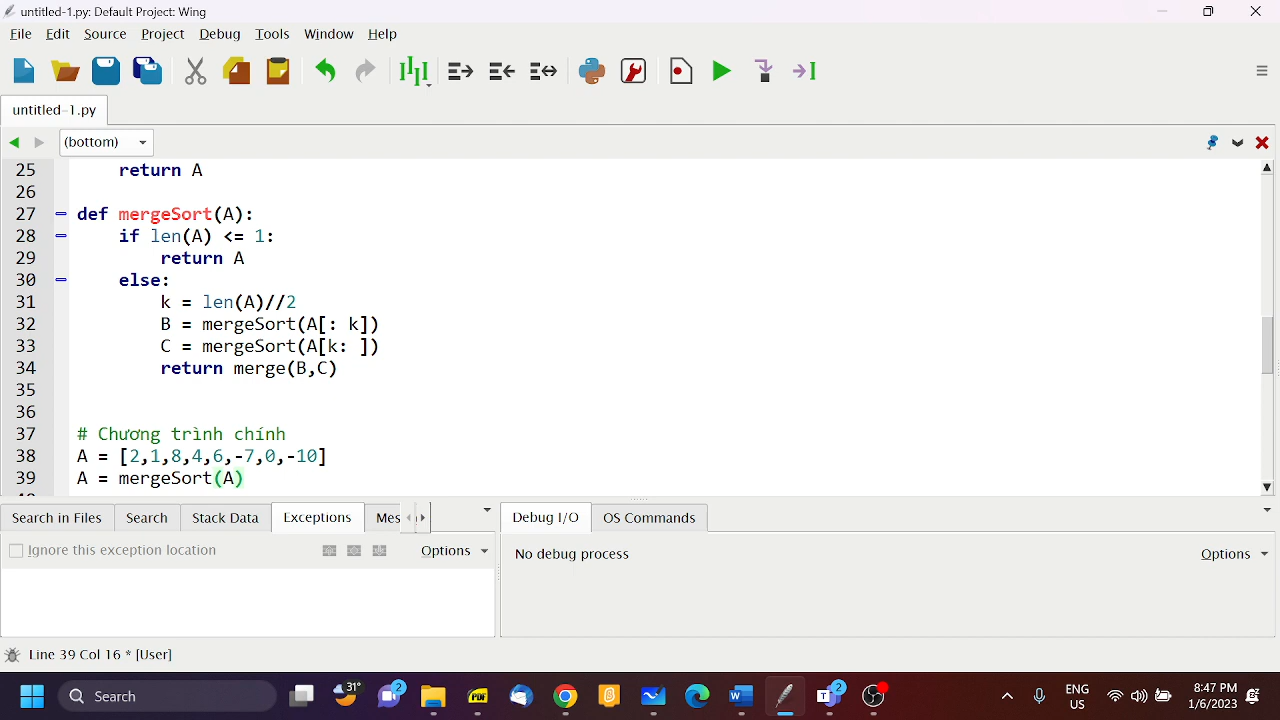 untitled-1.py: Default Project: Wing
File Edit Source Project Debug Tools Window Help
untitled-1.py
(bottom)
25 return A
26
27 def mergeSort(A):
28 if len(A) <= 1:
29 return A
30 else:
31 k = len(A)//2
32 B = mergeSort(A[: k])
33 C = mergeSort(A[k: ])
34 return merge(B,C)
35
36
37 # Chương trình chính
38 A = [2,1,8,4,6,-7,0,-10]
39 A = mergeSort(A)
Search in Files Search Stack Data Exceptions Mes Debug I/O OS Commands
Ignore this exception location Options No debug process Options
Line 39 Col 16 * [User]
Search 31° 2 PDF 2 ENG US 8:47 PM 1/6/2023